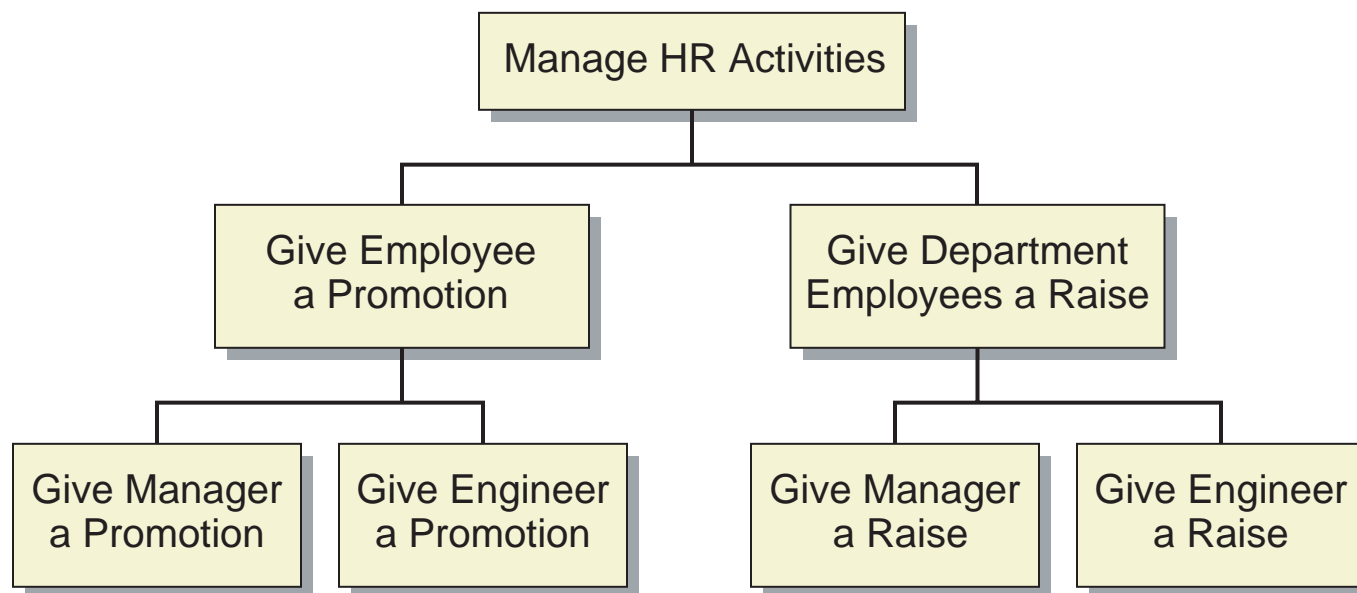 Manage HR Activities
Give Employee
a Promotion
Give Department
Employees a Raise
Give Manager
a Promotion
Give Engineer
a Promotion
Give Manager
a Raise
Give Engineer
a Raise